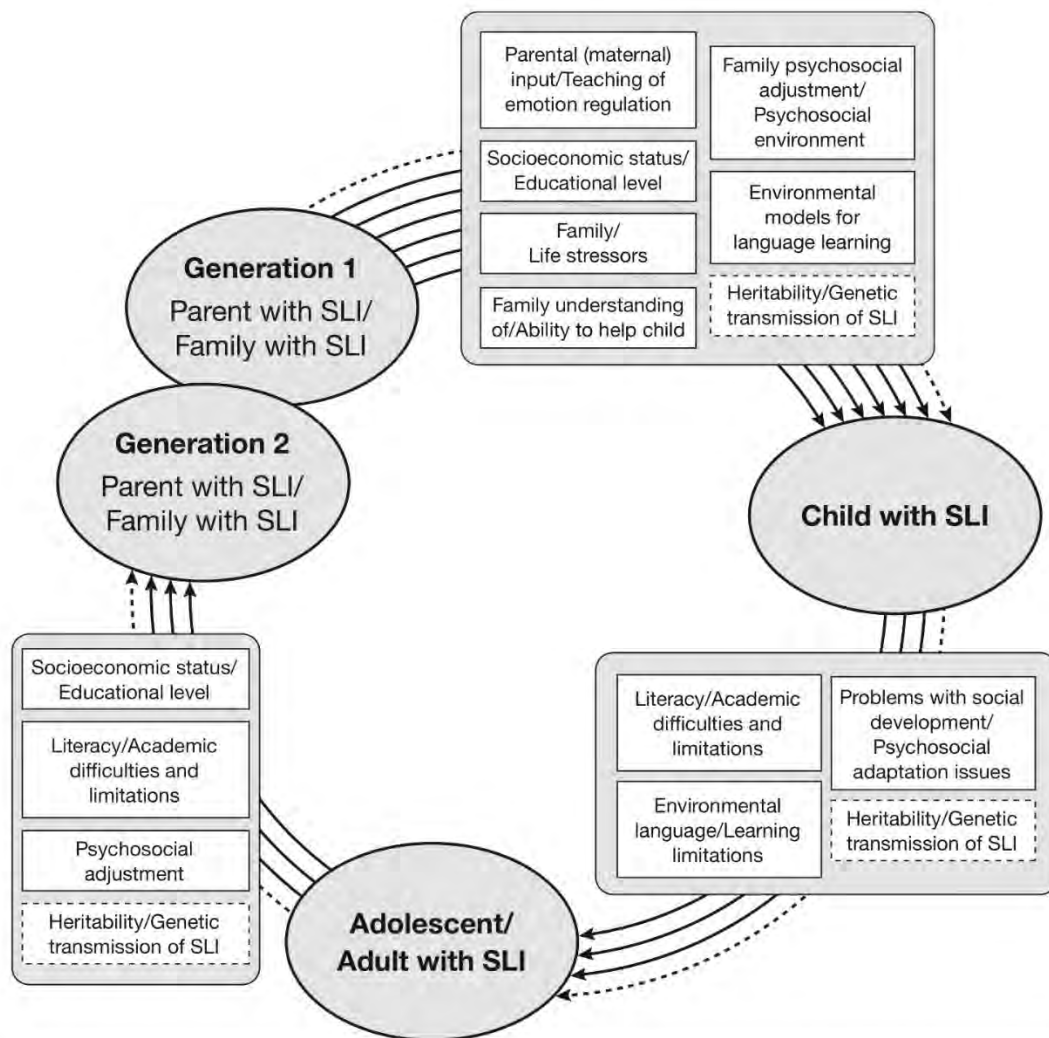 Parental (maternal)
input/Teaching of
emotion regulation
Family psychosocial
adjustment/
Psychosocial
environment
Socioeconomic status/
Educational level
Environmental
models for
language learning
Family/
Life stressors
Family understanding
of/Ability to help child
Heritability/Genetic
transmission of SLI
Generation 1
Parent with SLI/
Family with SLI
Generation 2
Parent with SLI/
Family with SLI
Child with SLI
Literacy/Academic
difficulties and
limitations
Problems with social
development/
Psychosocial
adaptation issues
Environmental
language/Learning
limitations
Heritability/Genetic
transmission of SLI
Adolescent/
Adult with SLI
Socioeconomic status/
Educational level
Literacy/Academic
difficulties and
limitations
Psychosocial
adjustment
Heritability/Genetic
transmission of SLI